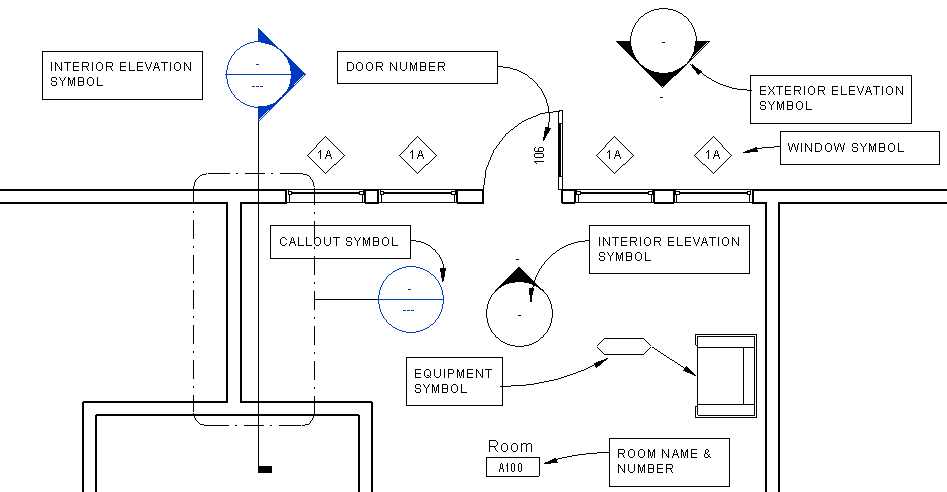 INTERIOR ELEVATION
SYMBOL
-
---
DOOR NUMBER
-
-
EXTERIOR ELEVATION
SYMBOL
1A
1A
106
1A
1A
WINDOW SYMBOL
CALLOUT SYMBOL
-
---
-
-
INTERIOR ELEVATION
SYMBOL
EQUIPMENT
SYMBOL
Room
A100
ROOM NAME &
NUMBER